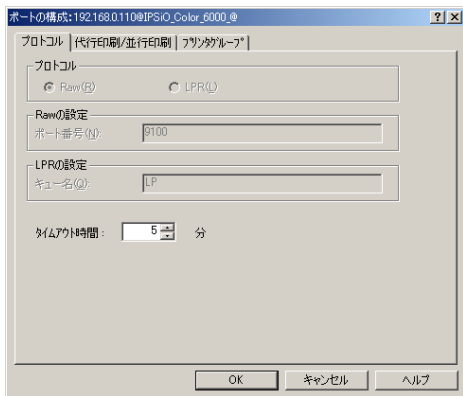 ポートの構成:192.168.0.110@IPSiO_Color_6000_@
プロトコル 代行印刷/並行印刷 プリンタグループ
プロトコル
Raw(R) LPR(L)
Rawの設定
ポート番号(N): 9100
LPRの設定
キュー名(Q): LP
タイムアウト時間: 5 分
OK キャンセル ヘルプ